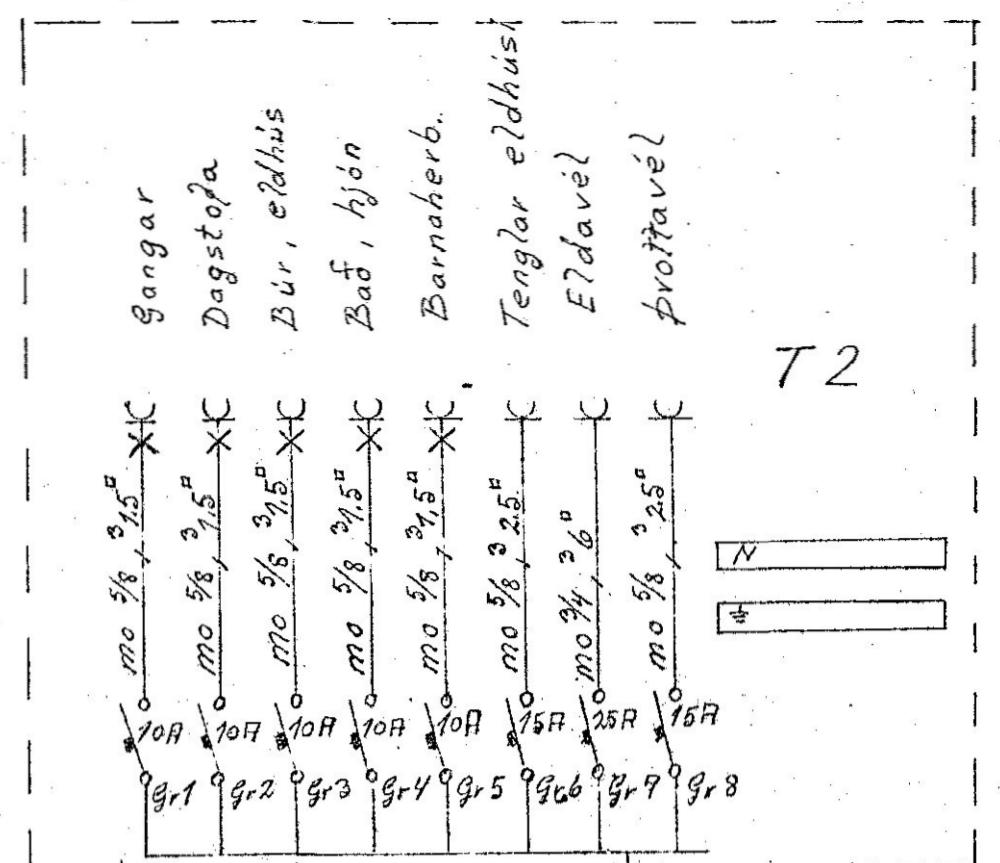 Gangar
Dagstofa
Búr, eldhús
Bað, hjón
Barnaherb.
Tenglar eldhúsi
Eldavél
Þvottavél
T2
mo 5/8, 3 1,5▫
mo 5/8, 3 1,5▫
mo 5/8, 3 1,5▫
mo 5/8, 3 1,5▫
mo 5/8, 3 1,5▫
mo 5/8, 3 2,5▫
mo 3/4, 3 6▫
mo 5/8, 3 2,5▫
N
10A
10A
10A
10A
10A
15A
25A
15A
Gr1
Gr2
Gr3
Gr4
Gr5
Gr6
Gr7
Gr8